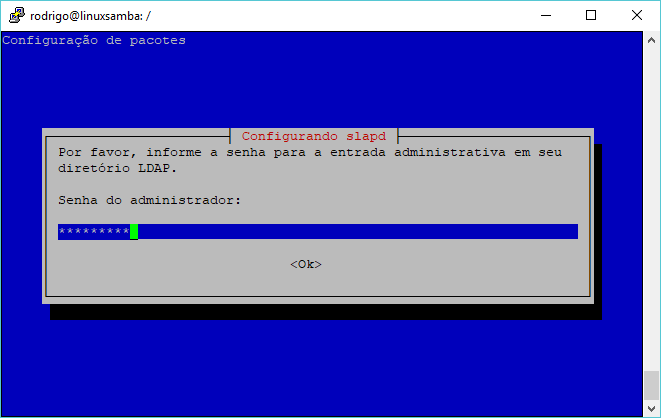 rodrigo@linuxsamba: /
Configuração de pacotes
Configurando slapd
Por favor, informe a senha para a entrada administrativa em seu
diretório LDAP.
Senha do administrador:
*********
<Ok>